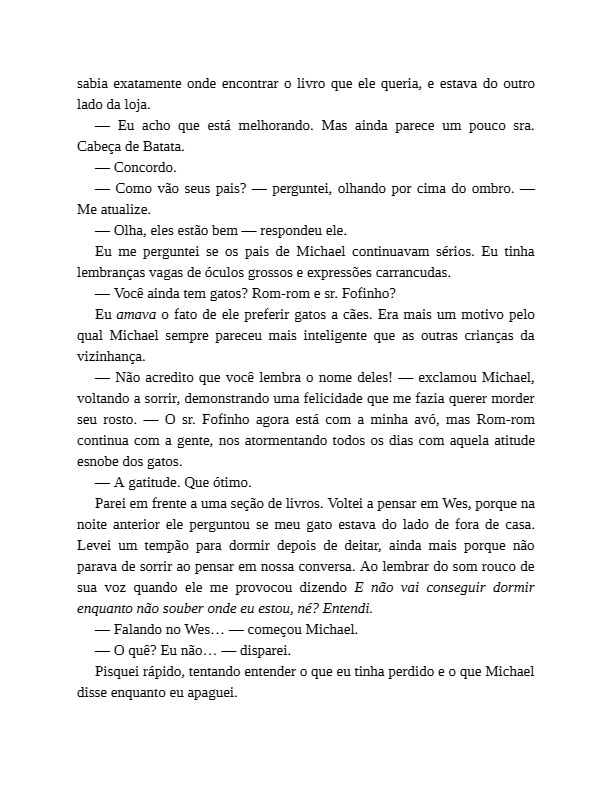 sabia exatamente onde encontrar o livro que ele queria, e estava do outro
lado da loja.
— Eu acho que está melhorando. Mas ainda parece um pouco sra.
Cabeça de Batata.
— Concordo.
— Como vão seus pais? — perguntei, olhando por cima do ombro. —
Me atualize.
— Olha, eles estão bem — respondeu ele.
Eu me perguntei se os pais de Michael continuavam sérios. Eu tinha
lembranças vagas de óculos grossos e expressões carrancudas.
— Você ainda tem gatos? Rom-rom e sr. Fofinho?
Eu amava o fato de ele preferir gatos a cães. Era mais um motivo pelo
qual Michael sempre pareceu mais inteligente que as outras crianças da
vizinhança.
— Não acredito que você lembra o nome deles! — exclamou Michael,
voltando a sorrir, demonstrando uma felicidade que me fazia querer morder
seu rosto. — O sr. Fofinho agora está com a minha avó, mas Rom-rom
continua com a gente, nos atormentando todos os dias com aquela atitude
esnobe dos gatos.
— A gatitude. Que ótimo.
Parei em frente a uma seção de livros. Voltei a pensar em Wes, porque na
noite anterior ele perguntou se meu gato estava do lado de fora de casa.
Levei um tempão para dormir depois de deitar, ainda mais porque não
parava de sorrir ao pensar em nossa conversa. Ao lembrar do som rouco de
sua voz quando ele me provocou dizendo E não vai conseguir dormir
enquanto não souber onde eu estou, né? Entendi.
— Falando no Wes… — começou Michael.
— O quê? Eu não… — disparei.
Pisquei rápido, tentando entender o que eu tinha perdido e o que Michael
disse enquanto eu apaguei.